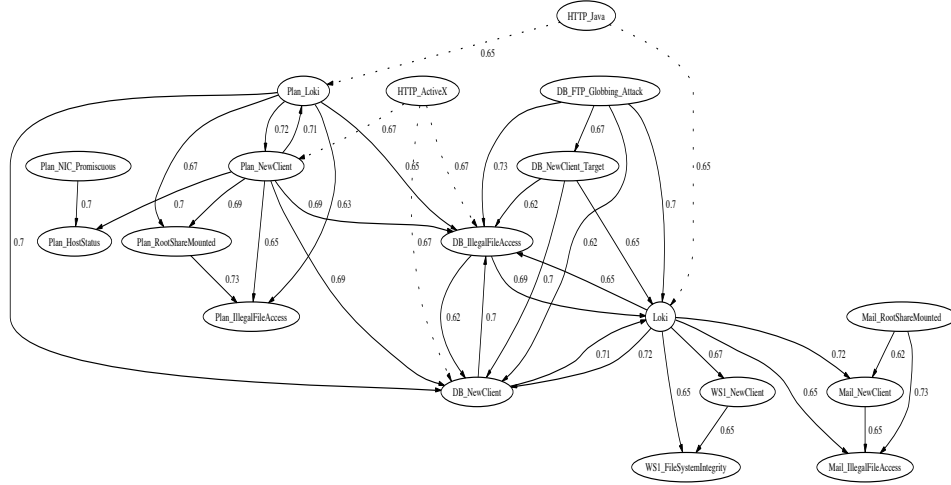 HTTP_Java
0.65
Plan_Loki
HTTP_ActiveX
DB_FTP_Globbing_Attack
0.72
0.71
0.67
0.67
Plan_NIC_Promiscuous
0.67
Plan_NewClient
0.65
0.67
0.73
DB_NewClient_Target
0.65
0.7
0.7
0.69
0.69
0.63
0.62
0.7
Plan_HostStatus
Plan_RootShareMounted
DB_IllegalFileAccess
0.7
0.65
0.67
0.62
0.65
0.73
0.69
0.69
0.7
0.65
Plan_IllegalFileAccess
0.62
0.7
Loki
Mail_RootShareMounted
0.71
0.72
0.67
0.72
0.62
DB_NewClient
0.65
WS1_NewClient
0.65
Mail_NewClient
0.73
0.65
0.65
WS1_FileSystemIntegrity
Mail_IllegalFileAccess